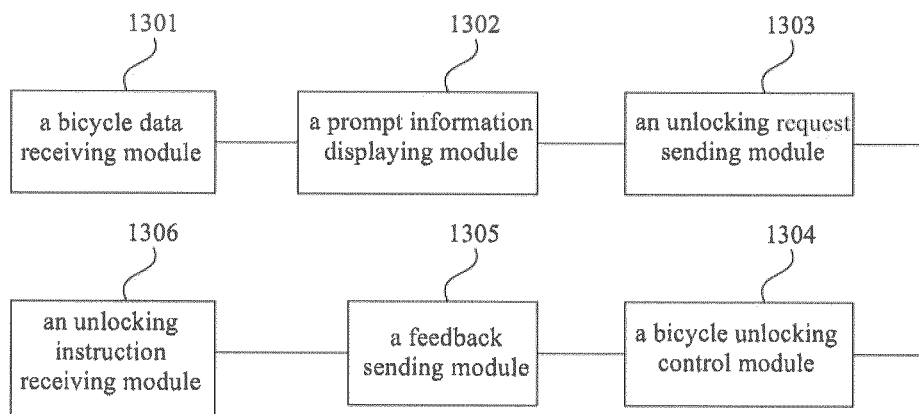 1301
1302
1303
a bicycle data
receiving module
a prompt information
displaying module
an unlocking request
sending module
1306
1305
1304
an unlocking
instruction
receiving module
a feedback
sending module
a bicycle unlocking
control module